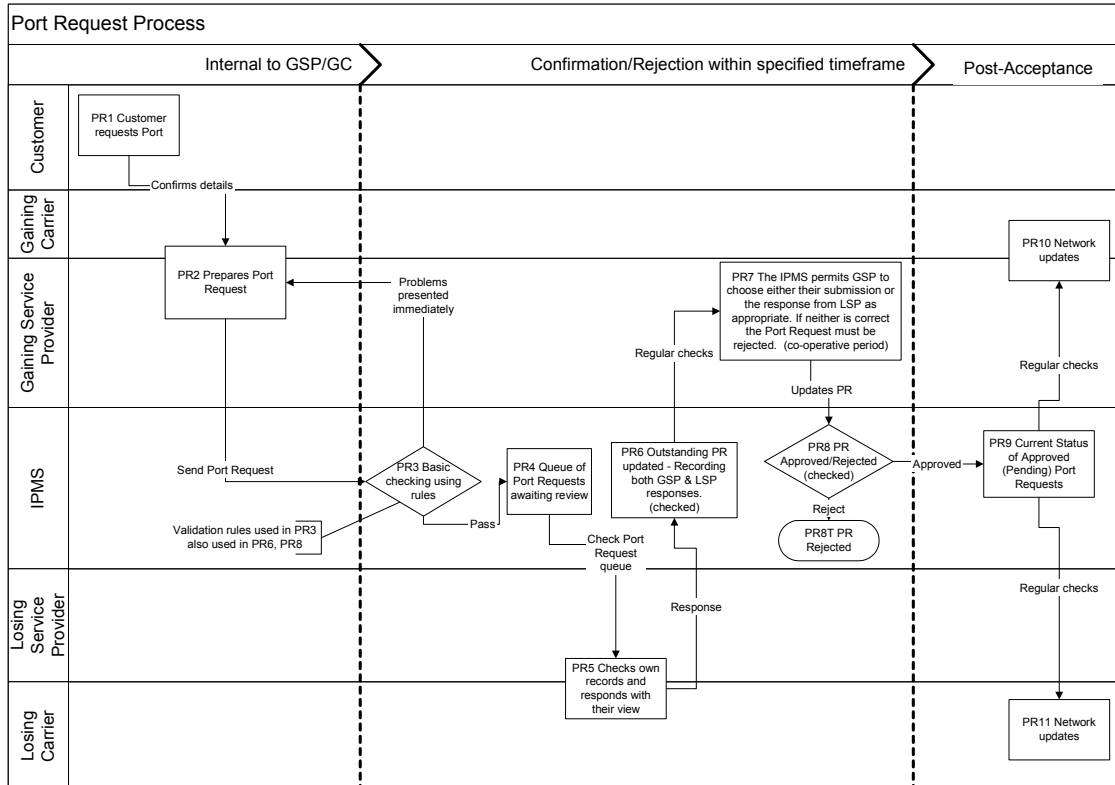 Port Request Process
Internal to GSP/GC
Confirmation/Rejection within specified timeframe
Post-Acceptance
Customer
PR1 Customer
requests Port
Confirms details
Gaining
Carrier
PR2 Prepares Port
Request
PR10 Network
updates
Gaining Service
Provider
Problems
presented
immediately
PR7 The IPMS permits GSP to
choose either their submission or
the response from LSP as
appropriate. If neither is correct
the Port Request must be
rejected.  (co-operative period)
Regular checks
Regular checks
Updates PR
IPMS
Send Port Request
PR3 Basic
checking using
rules
Pass
Validation rules used in PR3
also used in PR6, PR8
PR4 Queue of
Port Requests
awaiting review
Check Port
Request
queue
PR6 Outstanding PR
updated - Recording
both GSP & LSP
responses.
(checked)
PR8 PR
Approved/Rejected
(checked)
Approved
Reject
PR8T PR
Rejected
PR9 Current Status
of Approved
(Pending) Port
Requests
Losing
Service
Provider
Response
Regular checks
PR5 Checks own
records and
responds with
their view
Losing
Carrier
PR11 Network
updates